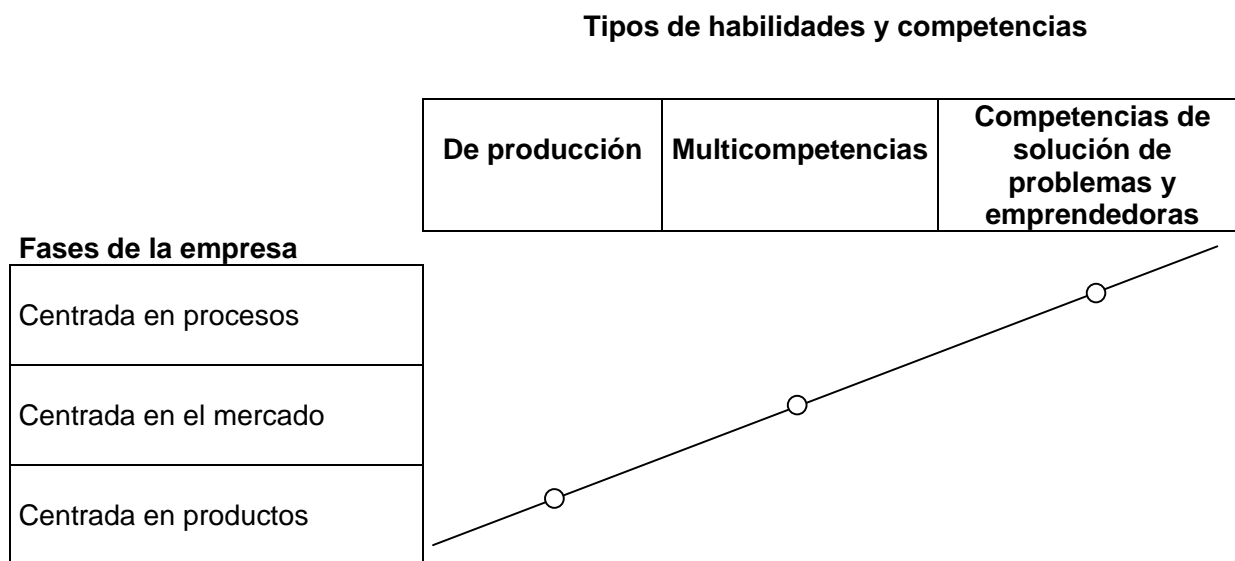 Tipos de habilidades y competencias
De producción
Multicompetencias
Competencias de
solución de
problemas y
emprendedoras
Fases de la empresa
Centrada en procesos
Centrada en el mercado
Centrada en productos